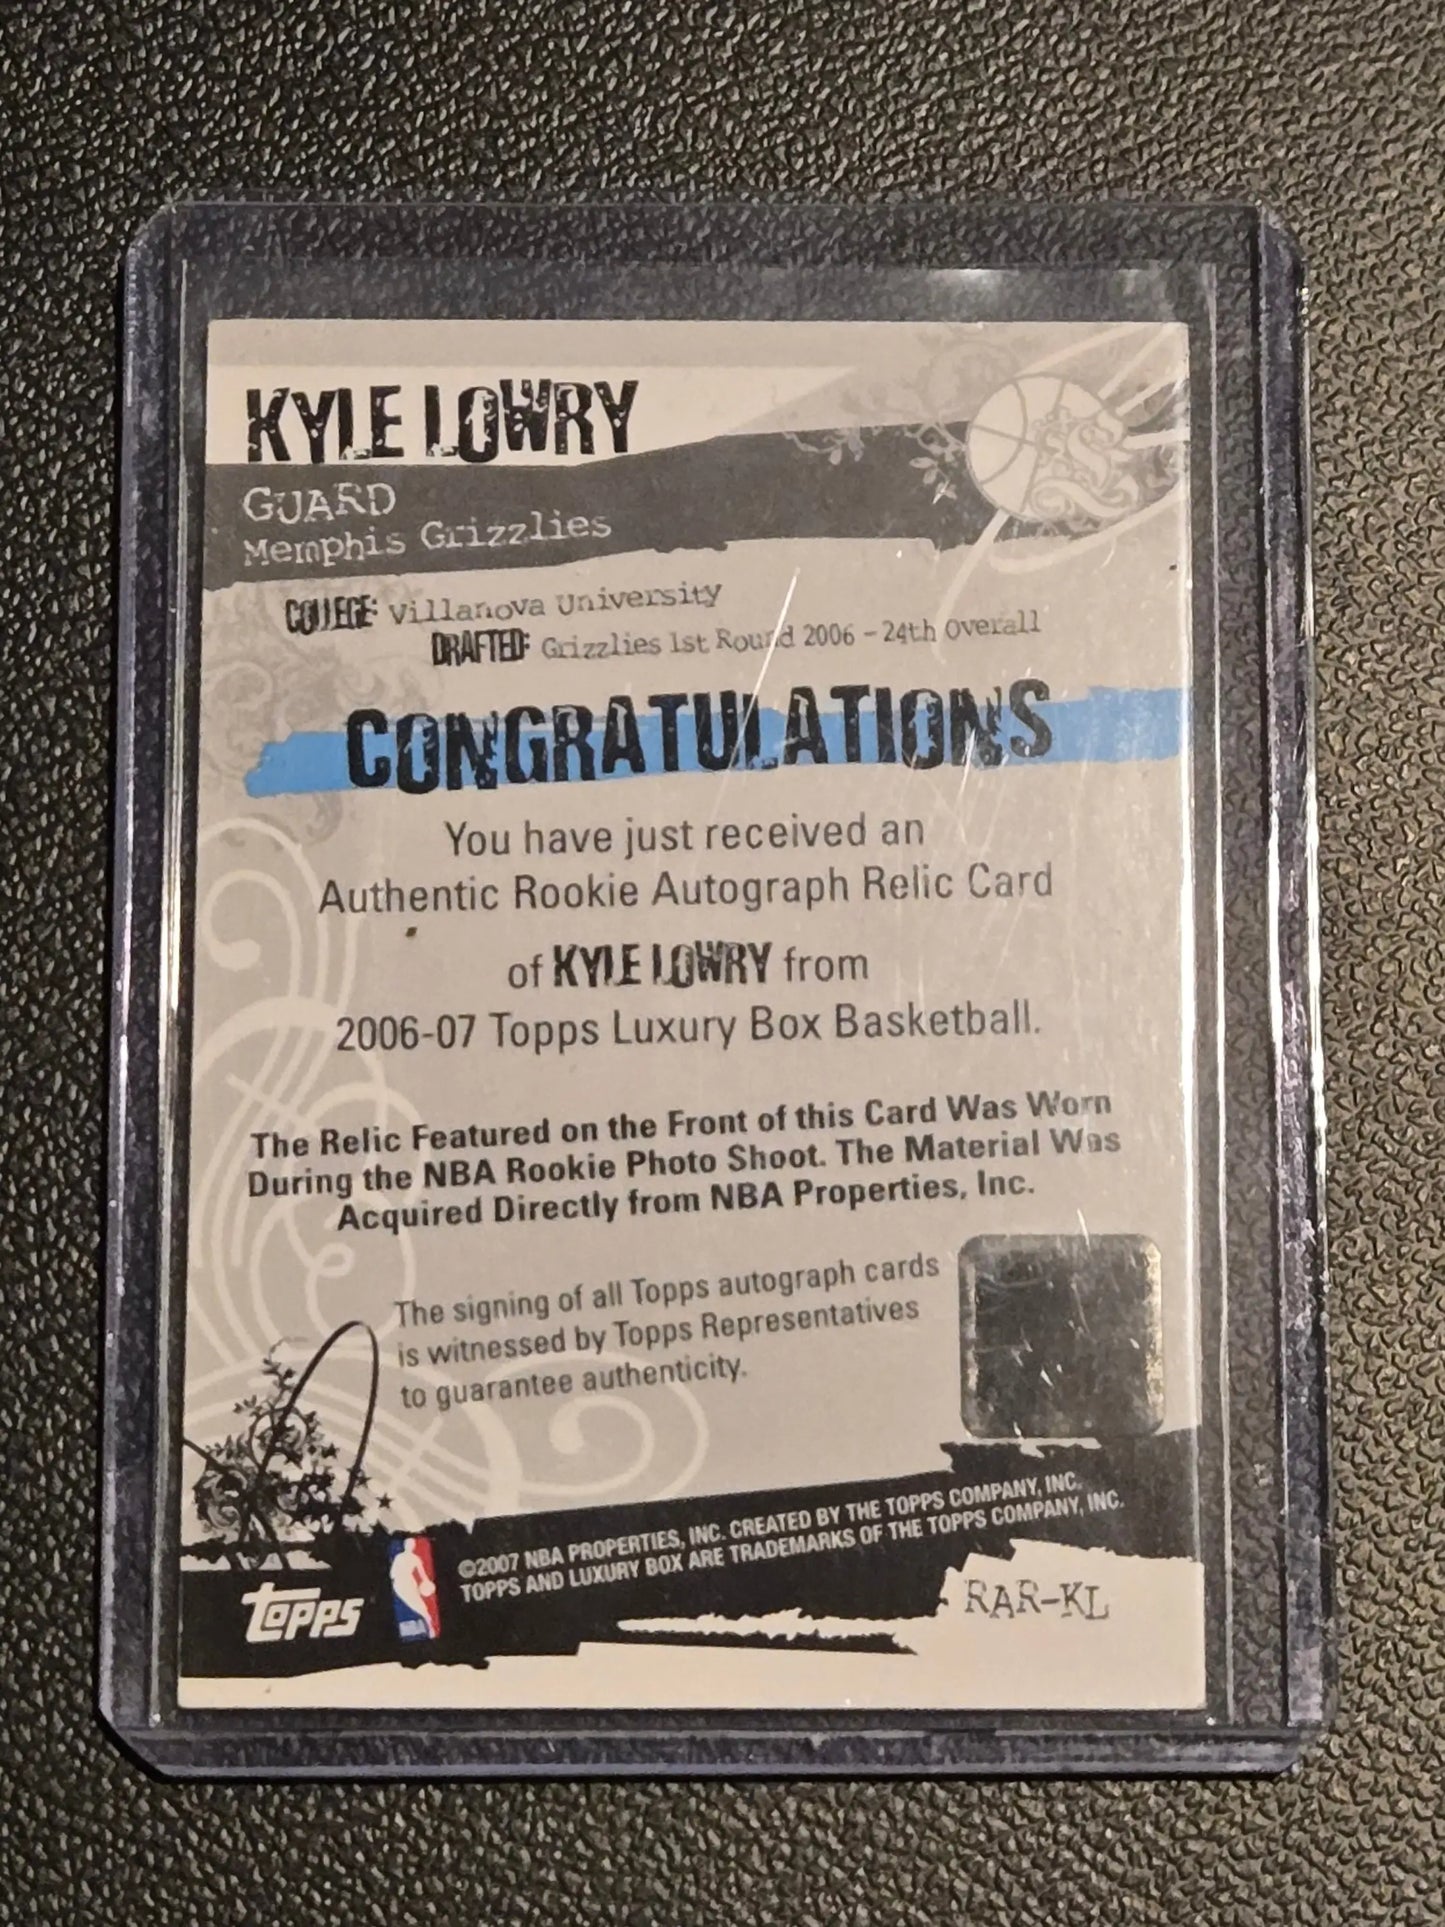 KYLE LOWRY
GUARD
Memphis Grizzlies
COLLEGE: Villanova University
DRAFTED: Grizzlies 1st Round 2006 - 24th Overall
CONGRATULATIONS
You have just received an
Authentic Rookie Autograph Relic Card
of KYLE LOWRY from
2006-07 Topps Luxury Box Basketball.
The Relic Featured on the Front of this Card Was Worn
During the NBA Rookie Photo Shoot. The Material Was
Acquired Directly from NBA Properties, Inc.
The signing of all Topps autograph cards
is witnessed by Topps Representatives
to guarantee authenticity.
©2007 NBA PROPERTIES, INC. CREATED BY THE TOPPS COMPANY, INC.
TOPPS AND LUXURY BOX ARE TRADEMARKS OF THE TOPPS COMPANY, INC.
topps
NBA
RAR-KL